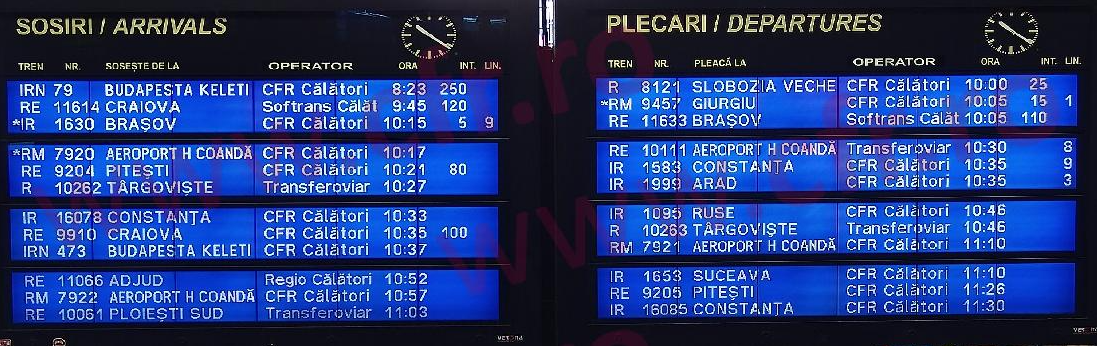 SOSIRI / ARRIVALS
TREN NR. SOSEȘTE DE LA OPERATOR ORA INT. LIN.
IRN 79 BUDAPESTA KELETI CFR Călători 8:23 250
RE 11614 CRAIOVA Softrans Călăt 9:45 120
*IR 1630 BRAȘOV CFR Călători 10:15 5 9
*RM 7920 AEROPORT H COANDĂ CFR Călători 10:17
RE 9204 PITEȘTI CFR Călători 10:21 80
R 10262 TÂRGOVIȘTE Transferoviar 10:27
IR 16078 CONSTANȚA CFR Călători 10:33
RE 9910 CRAIOVA CFR Călători 10:35 100
IRN 473 BUDAPESTA KELETI CFR Călători 10:37
RE 11066 ADJUD Regio Călători 10:52
RM 7922 AEROPORT H COANDĂ CFR Călători 10:57
RE 10061 PLOIEȘTI SUD Transferoviar 11:03
PLECARI / DEPARTURES
TREN NR. PLEACĂ LA OPERATOR ORA INT. LIN.
R 8121 SLOBOZIA VECHE CFR Călători 10:00 25
*RM 9457 GIURGIU CFR Călători 10:05 15 1
RE 11633 BRAȘOV Softrans Călăt 10:05 110
RE 10111 AEROPORT H COANDĂ Transferoviar 10:30 8
IR 1583 CONSTANȚA CFR Călători 10:35 9
IR 1999 ARAD CFR Călători 10:35 3
IR 1095 RUSE CFR Călători 10:46
R 10263 TÂRGOVIȘTE Transferoviar 10:46
RM 7921 AEROPORT H COANDĂ CFR Călători 11:10
IR 1653 SUCEAVA CFR Călători 11:10
RE 9205 PITEȘTI CFR Călători 11:26
IR 16085 CONSTANȚA CFR Călători 11:30